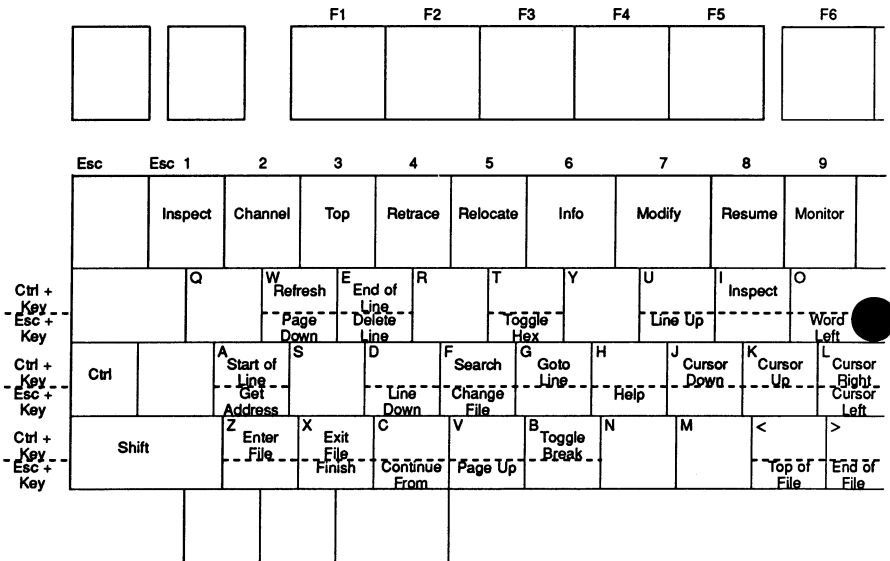 F1 F2 F3 F4 F5 F6
Esc Esc 1 2 3 4 5 6 7 8 9
Inspect Channel Top Retrace Relocate Info Modify Resume Monitor
Q W E R T Y U I O
Ctrl + Key Refresh End of Line Inspect
Esc + Key Page Down Delete Line Toggle Hex Line Up Word Left
A S D F G H J K L
Ctrl + Key Ctrl Start of Line Search Goto Line Cursor Down Cursor Up Cursor Right
Esc + Key Get Address Line Down Change File Help Cursor Left
Z X C V B N M < >
Ctrl + Key Shift Enter File Exit File Toggle Break
Esc + Key Finish Continue From Page Up Top of File End of File